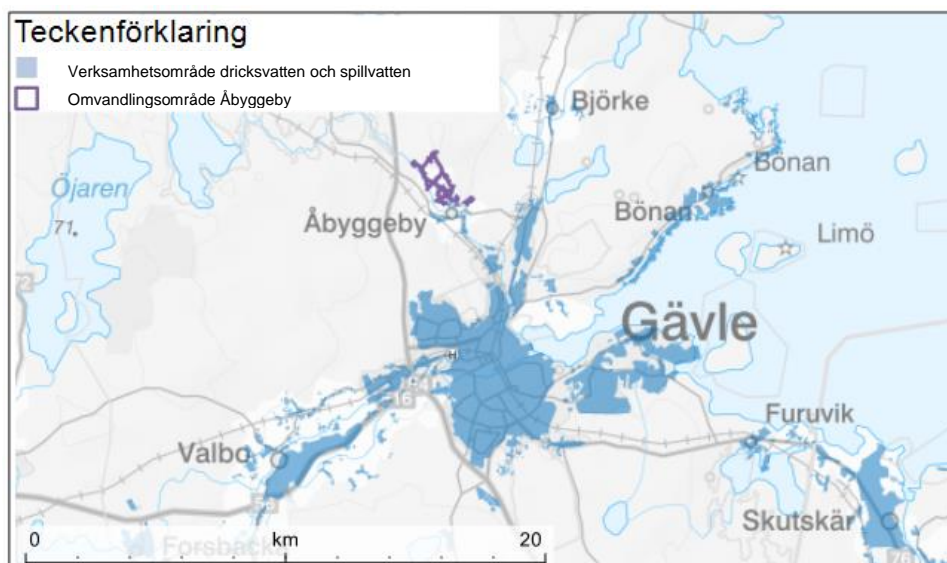 Teckenförklaring
Verksamhetsområde dricksvatten och spillvatten
Omvandlingsområde Åbyggeby
Björke
Bönan
Öjaren
Bönan
71.
Åbyggeby
Limö
Gävle
16
Furuvik
Valbo
Skutskär
0 km 20
Forsbacka
76